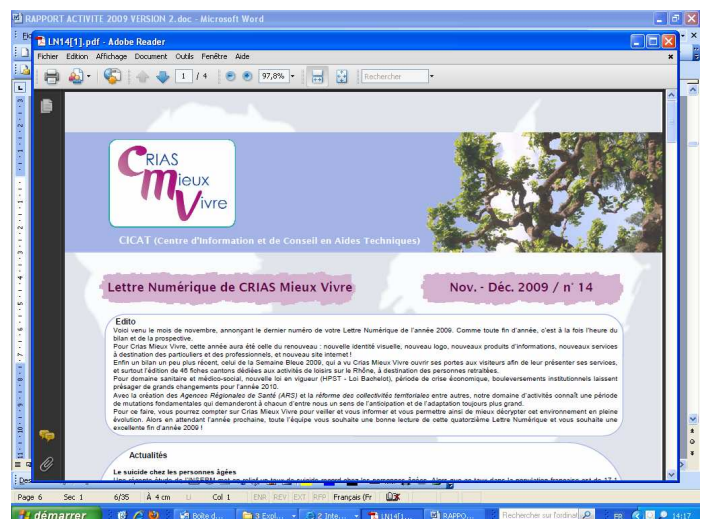 RAPPORT ACTIVITE 2009 VERSION 2.doc - Microsoft Word
LN14[1].pdf - Adobe Reader
Fichier Edition Affichage Document Outils Fenêtre Aide
1 / 4 97,8% Rechercher
CRIAS
Mieux
Vivre
CICAT (Centre d'Information et de Conseil en Aides Techniques)
Lettre Numérique de CRIAS Mieux Vivre
Nov. - Déc. 2009 / n° 14
Edito
Voici venu le mois de novembre, annonçant le dernier numéro de votre Lettre Numérique de l'année 2009. Comme toute fin d'année, c'est à la fois l'heure du
bilan et de la prospective.
Pour Crias Mieux Vivre, cette année aura été celle du renouveau : nouvelle identité visuelle, nouveau logo, nouveaux produits d'informations, nouveaux services
à destination des particuliers et des professionnels, et nouveau site internet !
Enfin un bilan un peu plus récent, celui de la Semaine Bleue 2009, qui a vu Crias Mieux Vivre ouvrir ses portes aux visiteurs afin de leur présenter ses services,
et surtout l'édition de 46 fiches cantons dédiées aux activités de loisirs sur le Rhône, à destination des personnes retraitées.
Pour domaine sanitaire et médico-social, nouvelle loi en vigueur (HPST - Loi Bachelot), période de crise économique, bouleversements institutionnels laissent
présager de grands changements pour l'année 2010.
Avec la création des Agences Régionales de Santé (ARS) et la réforme des collectivités territoriales entre autres, notre domaine d'activités connaît une période
de mutations fondamentales qui demanderont à chacun d'entre nous un sens de l'anticipation et de l'adaptation toujours plus grand.
Pour ce faire, vous pourrez compter sur Crias Mieux Vivre pour veiller et vous informer et vous permettre ainsi de mieux décrypter cet environnement en pleine
évolution. Alors en attendant l'année prochaine, toute l'équipe vous souhaite une bonne lecture de cette quatorzième Lettre Numérique et vous souhaite une
excellente fin d'année 2009 !
Actualités
Le suicide chez les personnes âgées
Page 6 Sec 1 6/35 À 4 cm Li Col 1 ENR REV EXT RFP Français (Fr
démarrer Boîte d... 3 Expl... 2 Inte... LN14[1... RAPPO... Rechercher sur l'ordinat FR 14:17